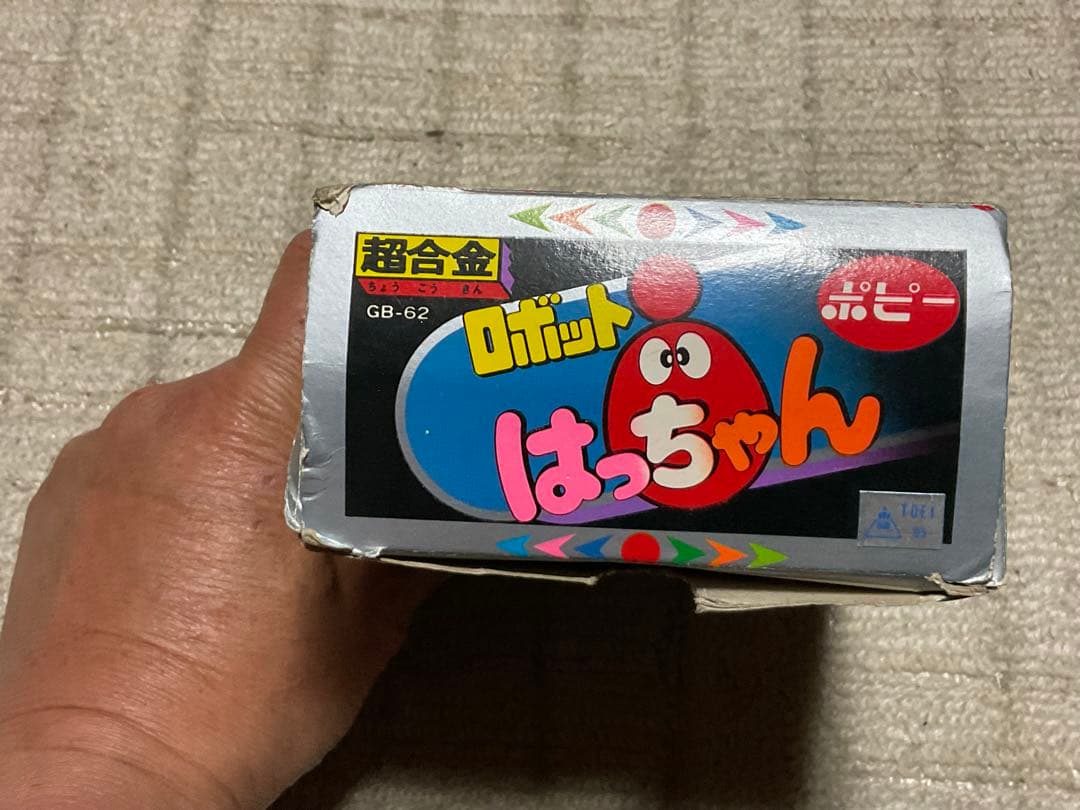 超合金
ちょう ごう きん
GB-62
ポピー
ロボット
はっちゃん
TOEI